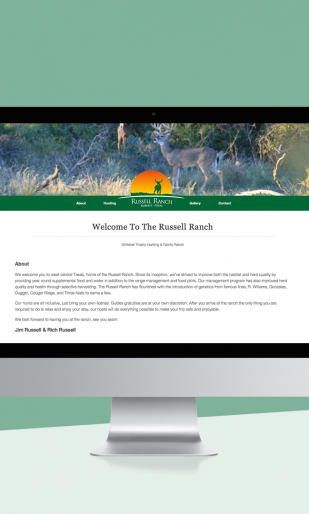 About
Hunting
RUSSELL RANCH
Gallery
Contact
Welcome To The Russell Ranch
Whitetail Trophy Hunting & Family Ranch
About
We welcome you to west central Texas, home of the Russell Ranch. Since its inception, we've strived to improve both the habitat and herd quality by
providing year round supplemental food and water in addition to the range management and food plots. Our management program has also improved herd
quality and health through selective harvesting. The Russell Ranch has flourished with the introduction of genetics from famous lines, R. Williams, Gonzales,
Dugger, Cougar Ridge, and Three Nails to name a few.
Our hunts are all inclusive, just bring your own license. Guides gratuities are at your own discretion. After you arrive at the ranch the only thing you are
required to do is relax and enjoy your stay, our hosts will do everything possible to make your trip safe and enjoyable.
We look forward to having you at the ranch, see you soon!
Jim Russell & Rich Russell